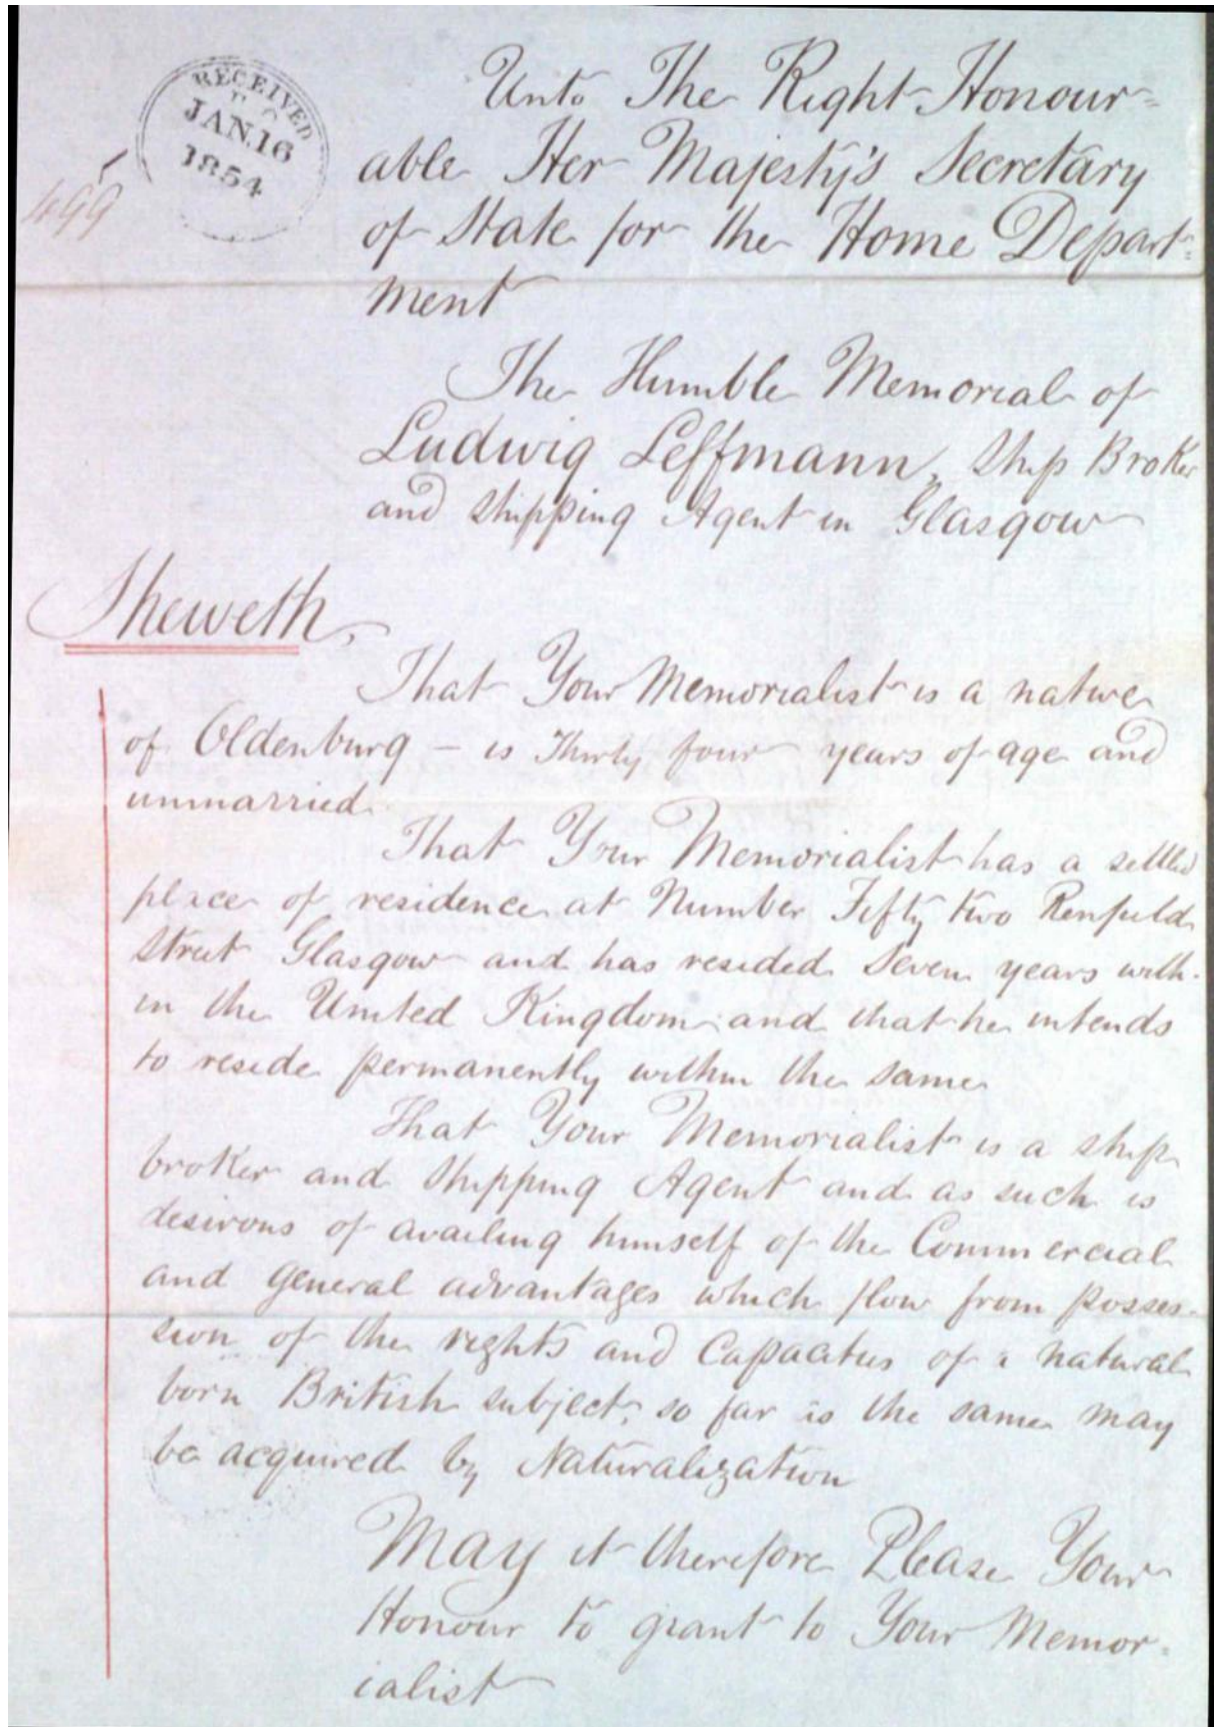 RECEIVED
JAN. 16
1854
499
Unto The Right Honour=
able Her Majesty's Secretary
of State for the Home Depart=
ment
The Humble Memorial of
Ludwig Leffmann, Ship Broker
and Shipping Agent in Glasgow
Sheweth,
That Your Memorialist is a native
of Oldenburg – is Thirty four years of age and
unmarried.
That Your Memorialist has a settled
place of residence at Number Fifty two Renfield
Street Glasgow and has resided Seven years with-
in the United Kingdom and that he intends
to reside permanently within the same
That Your Memorialist is a ship
broker and Shipping Agent and as such is
desirous of availing himself of the Commercial
and general advantages which flow from posses-
sion of the rights and Capacities of a natural
born British subject, so far as the same may
be acquired by Naturalization
May it therefore Please Your
Honour to grant to Your Memor-
ialist